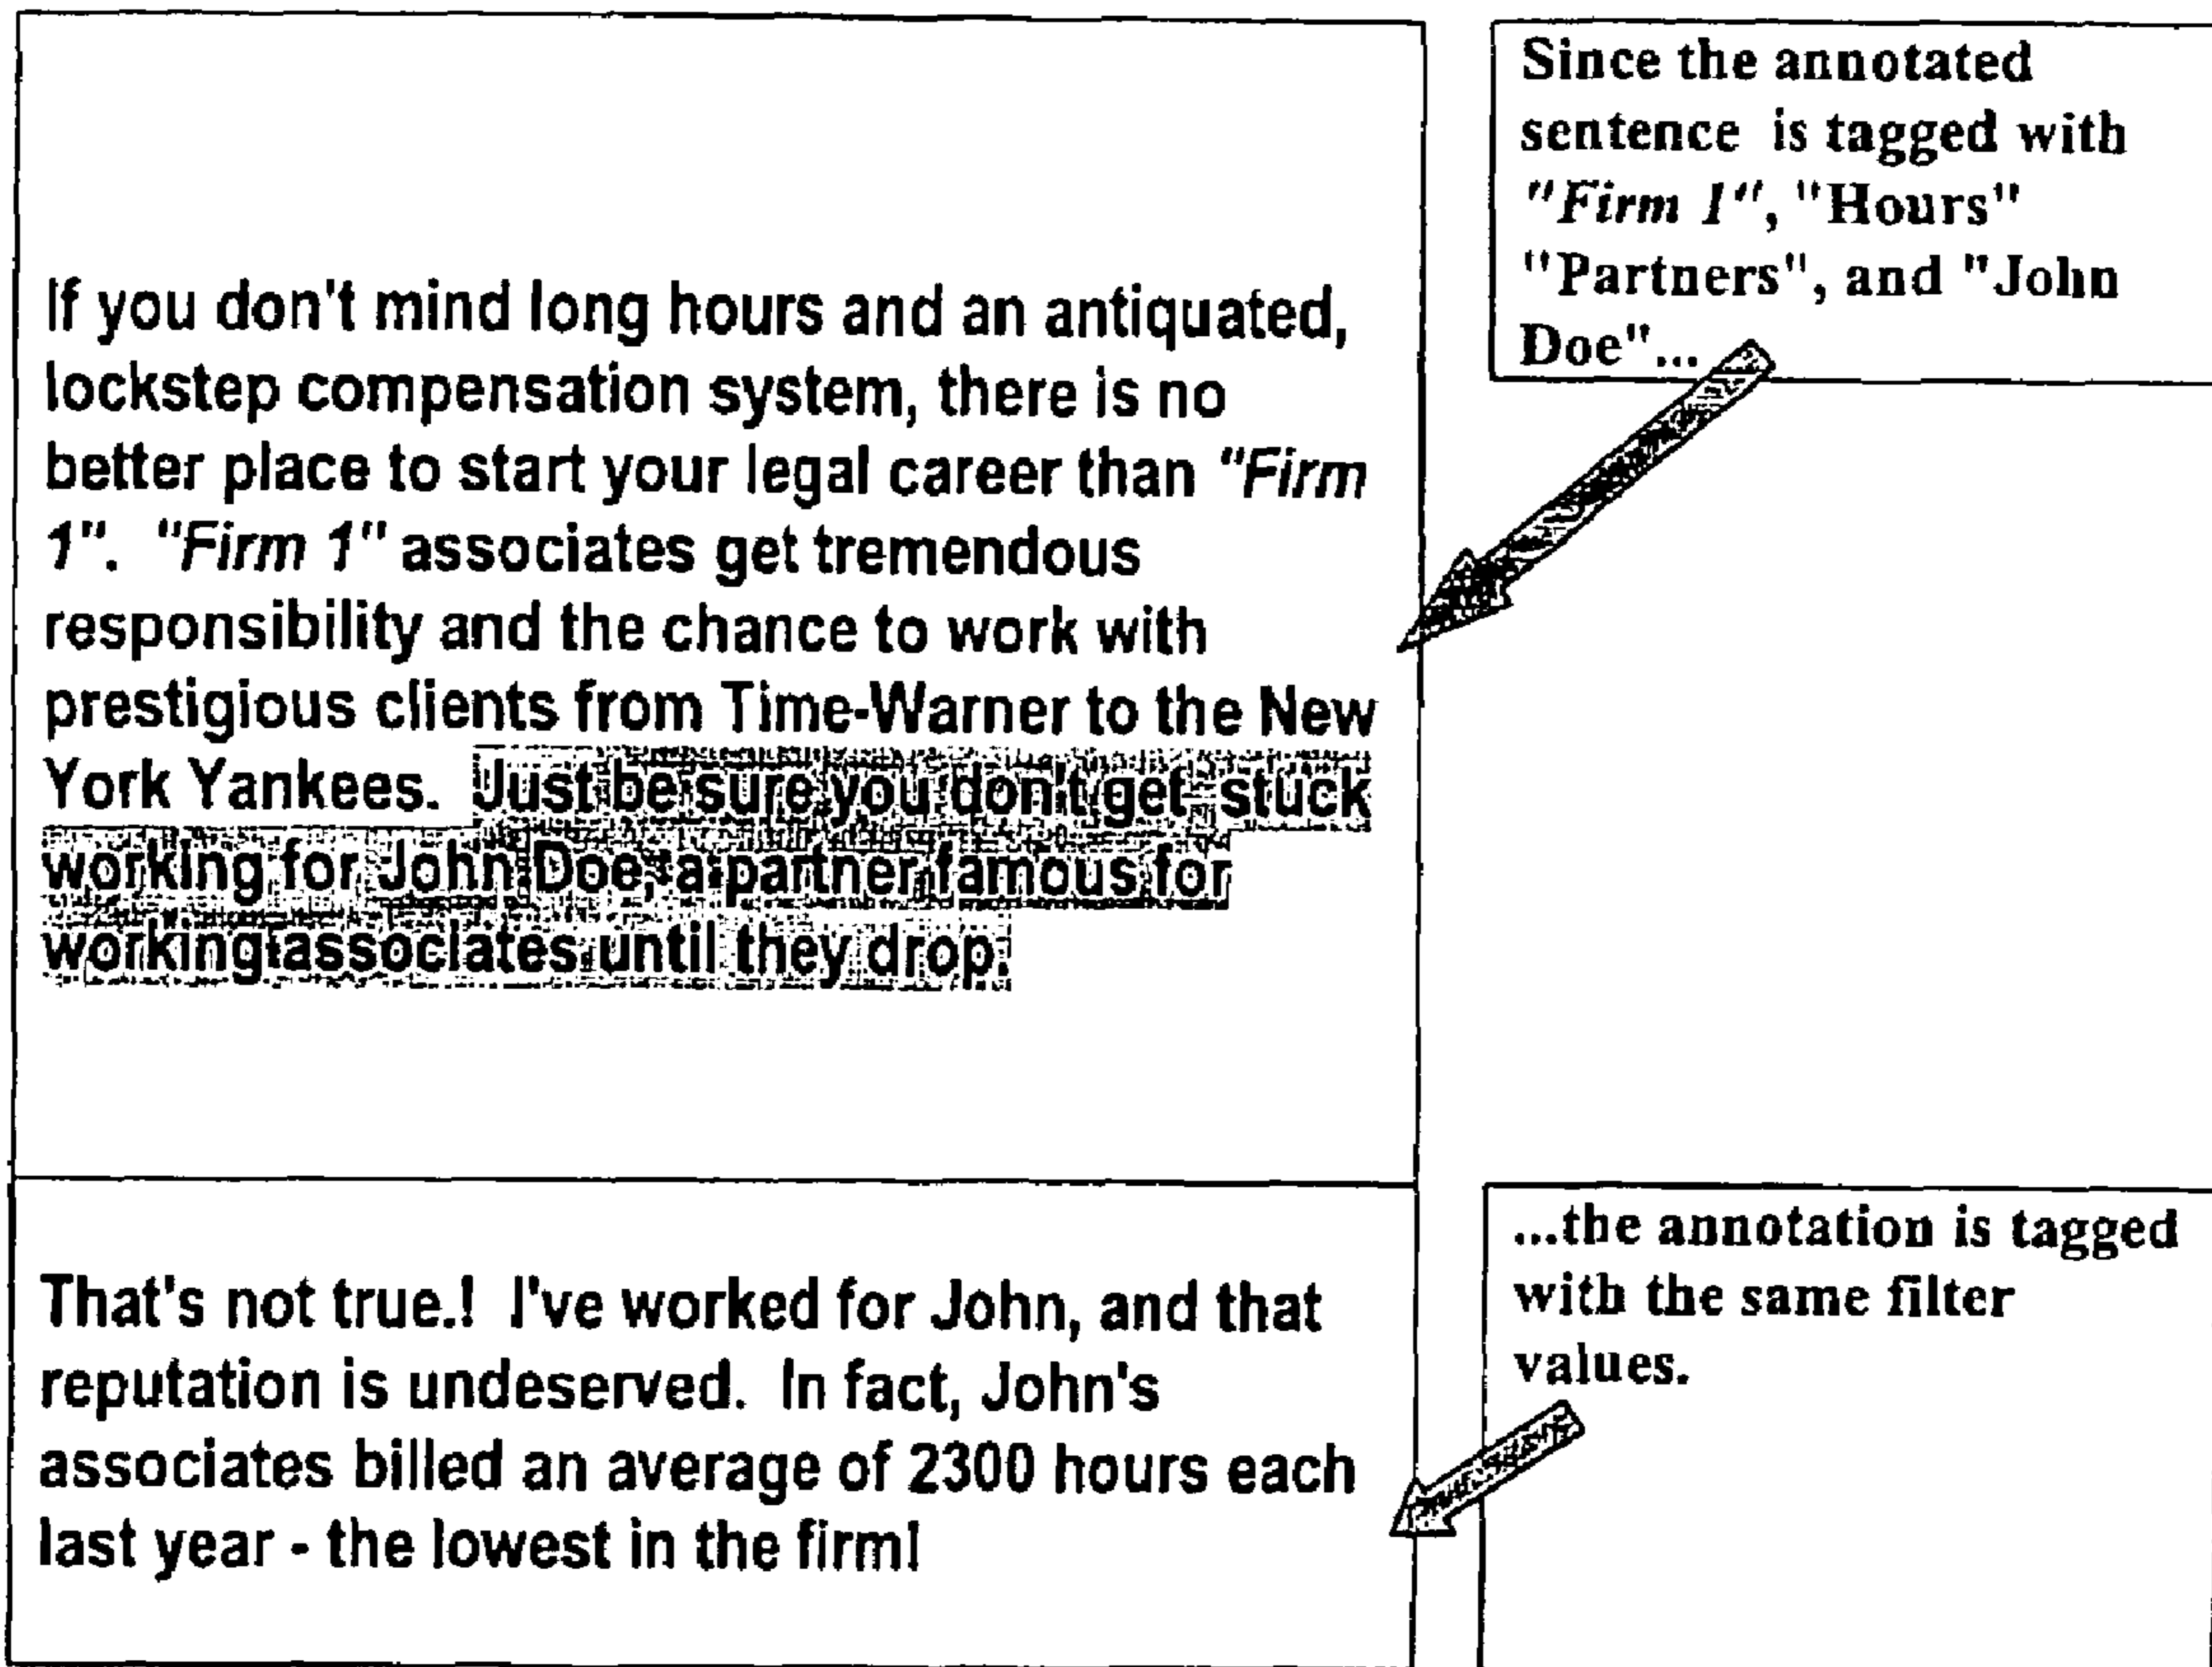 If you don't mind long hours and an antiquated,
lockstep compensation system, there is no
better place to start your legal career than "Firm
1". "Firm 1" associates get tremendous
responsibility and the chance to work with
prestigious clients from Time-Warner to the New
York Yankees. Just be sure you don't get stuck
working for John Doe, a partner famous for
working associates until they drop.
Since the annotated
sentence is tagged with
"Firm 1", "Hours"
"Partners", and "John
Doe"...
That's not true.! I've worked for John, and that
reputation is undeserved. In fact, John's
associates billed an average of 2300 hours each
last year - the lowest in the firm!
...the annotation is tagged
with the same filter
values.